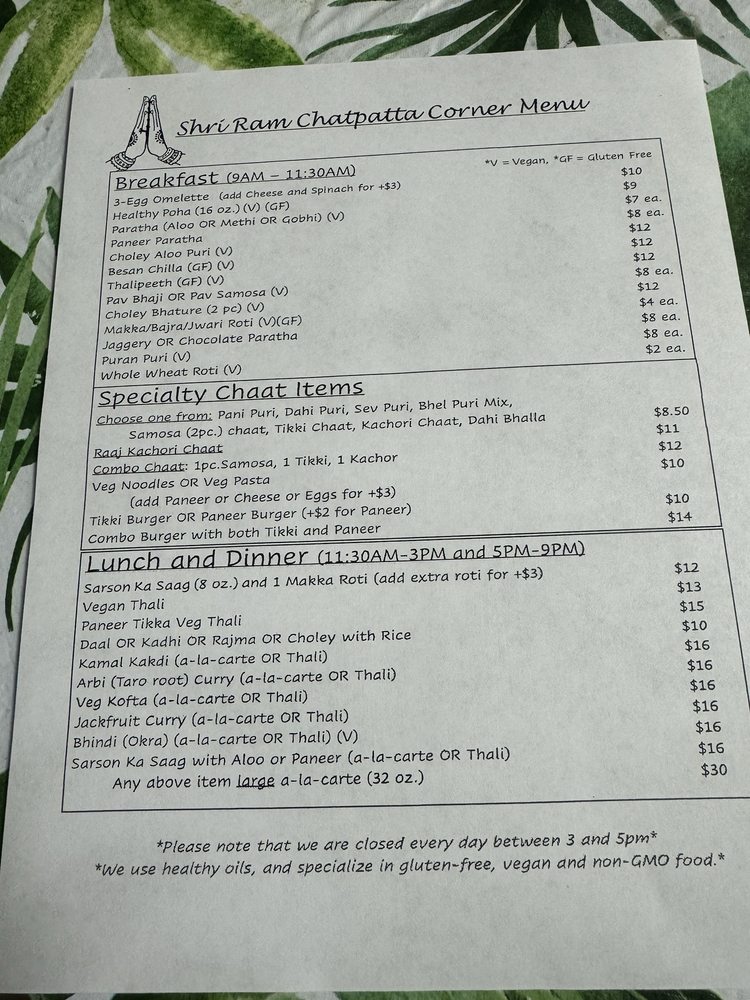 Shri Ram Chatpatta Corner Menu
*V = Vegan, *GF = Gluten Free
Breakfast (9AM – 11:30AM)
3-Egg Omelette (add Cheese and Spinach for +$3) $10
Healthy Poha (16 oz.) (V) (GF) $9
Paratha (Aloo OR Methi OR Gobhi) (V) $7 ea.
Paneer Paratha $8 ea.
Choley Aloo Puri (V) $12
Besan Chilla (GF) (V) $12
Thalipeeth (GF) (V) $12
Pav Bhaji OR Pav Samosa (V) $8 ea.
Choley Bhature (2 pc) (V) $12
Makka/Bajra/Jwari Roti (V)(GF) $4 ea.
Jaggery OR Chocolate Paratha $8 ea.
Puran Puri (V) $8 ea.
Whole Wheat Roti (V) $2 ea.
Specialty Chaat Items
Choose one from: Pani Puri, Dahi Puri, Sev Puri, Bhel Puri Mix,
Samosa (2pc.) chaat, Tikki Chaat, Kachori Chaat, Dahi Bhalla $8.50
Raaj Kachori Chaat $11
Combo Chaat: 1pc.Samosa, 1 Tikki, 1 Kachor $12
Veg Noodles OR Veg Pasta $10
(add Paneer or Cheese or Eggs for +$3)
Tikki Burger OR Paneer Burger (+$2 for Paneer) $10
Combo Burger with both Tikki and Paneer $14
Lunch and Dinner (11:30AM-3PM and 5PM-9PM)
Sarson Ka Saag (8 oz.) and 1 Makka Roti (add extra roti for +$3) $12
Vegan Thali $13
Paneer Tikka Veg Thali $15
Daal OR Kadhi OR Rajma OR Choley with Rice $10
Kamal Kakdi (a-la-carte OR Thali) $16
Arbi (Taro root) Curry (a-la-carte OR Thali) $16
Veg Kofta (a-la-carte OR Thali) $16
Jackfruit Curry (a-la-carte OR Thali) $16
Bhindi (Okra) (a-la-carte OR Thali) (V) $16
Sarson Ka Saag with Aloo or Paneer (a-la-carte OR Thali) $16
Any above item large a-la-carte (32 oz.) $30
*Please note that we are closed every day between 3 and 5pm*
*We use healthy oils, and specialize in gluten-free, vegan and non-GMO food.*